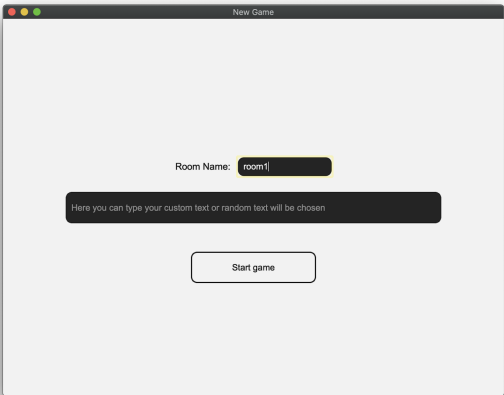 New Game
Room Name: room1
Here you can type your custom text or random text will be chosen
Start game